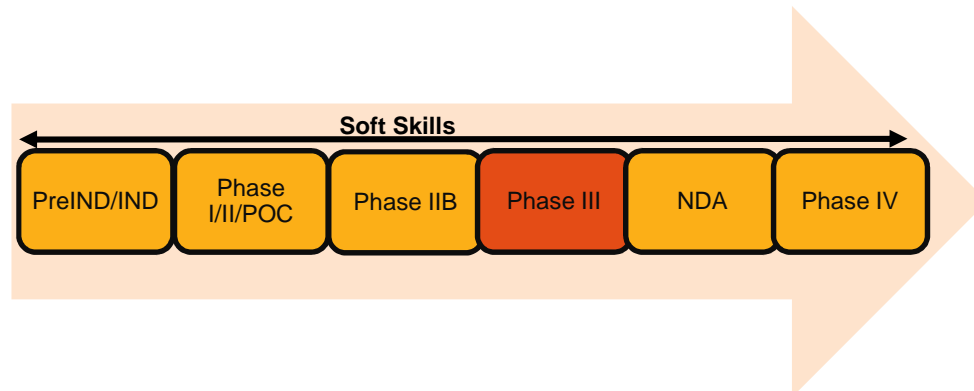 Soft Skills
PreIND/IND
Phase
I/II/POC
Phase IIB
Phase III
NDA
Phase IV